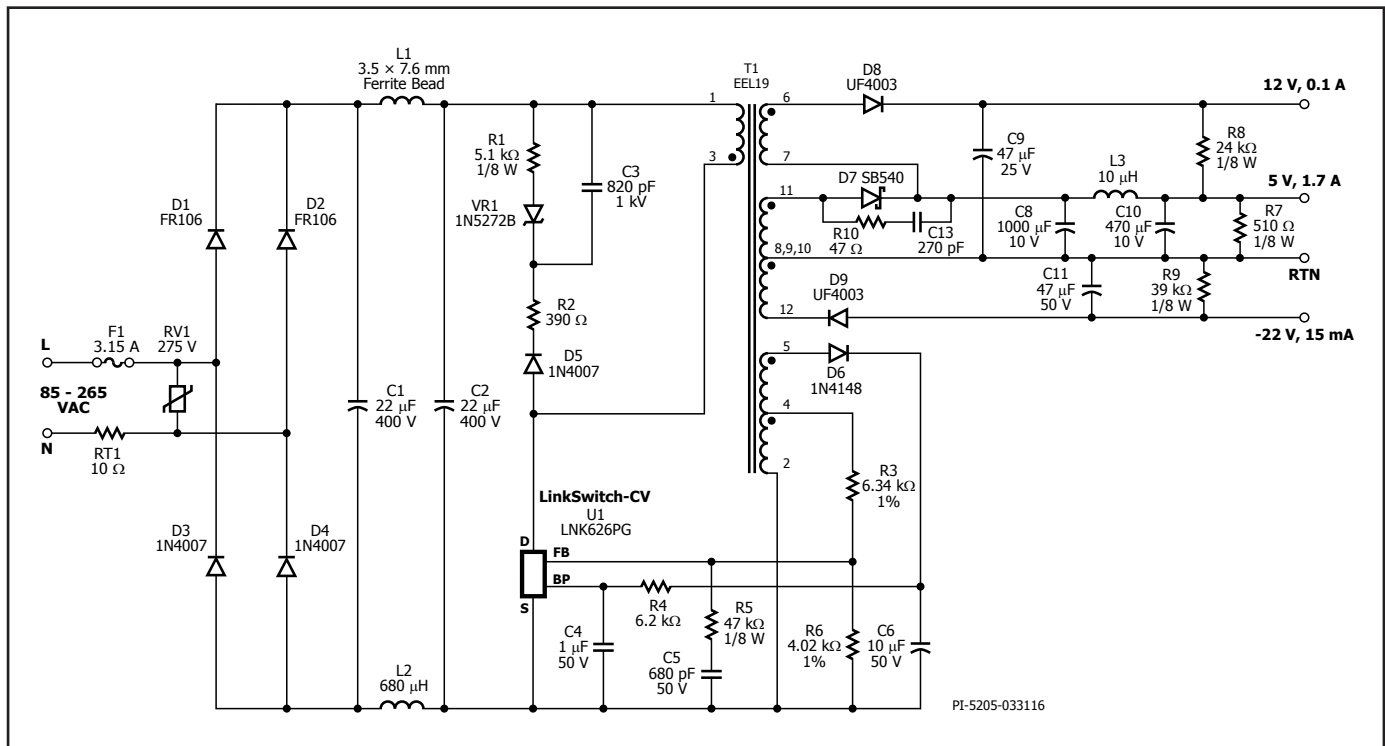 L1
3.5 × 7.6 mm
Ferrite Bead
T1
EEL19
D8
UF4003
12 V, 0.1 A
1
6
R1
5.1 kΩ
1/8 W
C3
820 pF
1 kV
C9
47 μF
25 V
R8
24 kΩ
1/8 W
3
7
L3
10 μH
D7 SB540
11
5 V, 1.7 A
D1
FR106
D2
FR106
VR1
1N5272B
R10
47 Ω
C13
270 pF
C8
1000 μF
10 V
C10
470 μF
10 V
R7
510 Ω
1/8 W
8,9,10
RTN
D9
UF4003
C11
47 μF
50 V
R9
39 kΩ
1/8 W
R2
390 Ω
12
-22 V, 15 mA
F1
3.15 A
RV1
275 V
L
D5
1N4007
5
D6
1N4148
85 - 265
VAC
C1
22 μF
400 V
C2
22 μF
400 V
4
N
RT1
10 Ω
2
R3
6.34 kΩ
1%
LinkSwitch-CV
U1
LNK626PG
D3
1N4007
D4
1N4007
D
FB
BP
S
R4
6.2 kΩ
R5
47 kΩ
1/8 W
C4
1 μF
50 V
R6
4.02 kΩ
1%
C6
10 μF
50 V
C5
680 pF
50 V
L2
680 μH
PI-5205-033116